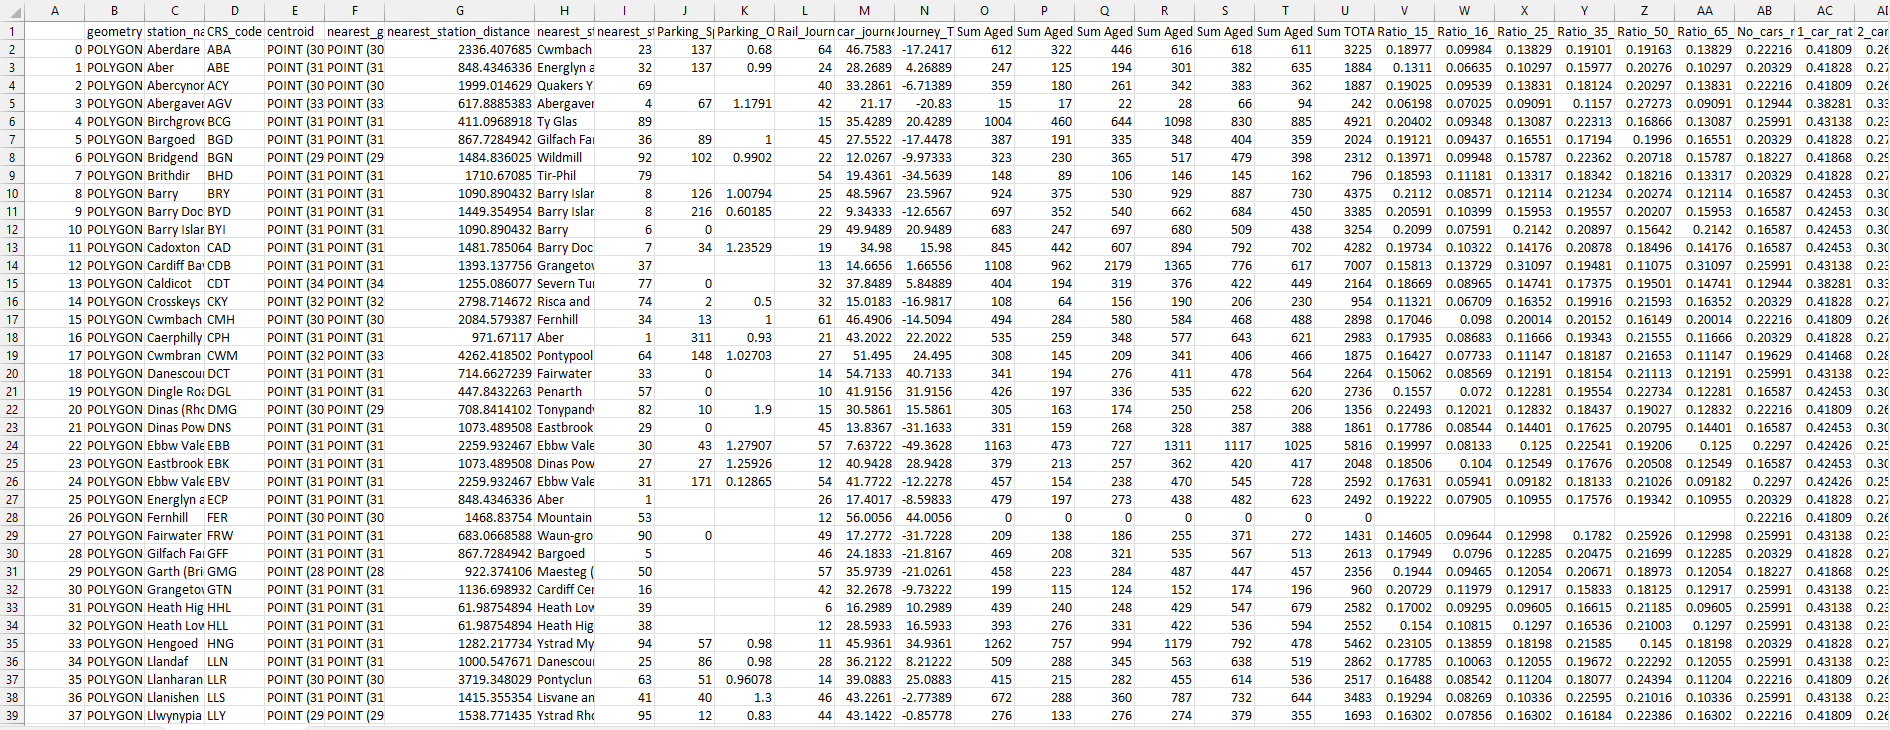 A B C D E F G H I J K L M N O P Q R S T U V W X Y Z AA AB AC AD
1 geometry station_na CRS_code centroid nearest_g nearest_station_distance nearest_st nearest_st Parking_S Parking_O Rail_Journ car_journe Journey_T Sum Aged Sum Aged Sum Aged Sum Aged Sum Aged Sum Aged Sum TOTA Ratio_15_ Ratio_16_ Ratio_25_ Ratio_35_ Ratio_50_ Ratio_65_ No_cars_r 1_car_rat 2_car
2 0 POLYGON Aberdare ABA POINT (30 POINT (30 2336.407685 Cwmbach 23 137 0.68 64 46.7583 -17.2417 612 322 446 616 618 611 3225 0.18977 0.09984 0.13829 0.19101 0.19163 0.13829 0.22216 0.41809 0.26
3 1 POLYGON Aber ABE POINT (31 POINT (31 848.4346336 Energlyn a 32 137 0.99 24 28.2689 4.26889 247 125 194 301 382 635 1884 0.1311 0.06635 0.10297 0.15977 0.20276 0.10297 0.20329 0.41828 0.27
4 2 POLYGON Abercynor ACY POINT (31 POINT (31 1999.014629 Quakers Y 69 40 33.2861 -6.71389 359 180 261 342 383 362 1887 0.19025 0.09539 0.13831 0.18124 0.20297 0.13831 0.22216 0.41809 0.26
5 3 POLYGON Abergaver AGV POINT (33 POINT (33 617.8885383 Abergaver 4 67 1.1791 42 21.17 -20.83 15 17 22 28 66 94 242 0.06198 0.07025 0.09091 0.1157 0.27273 0.09091 0.12944 0.38281 0.33
6 4 POLYGON Birchgrove BCG POINT (31 POINT (31 411.0968918 Ty Glas 89 15 35.4289 20.4289 1004 460 644 1098 830 885 4921 0.20402 0.09348 0.13087 0.22313 0.16866 0.13087 0.25991 0.43138 0.23
7 5 POLYGON Bargoed BGD POINT (31 POINT (31 867.7284942 Gilfach Fai 36 89 1 45 27.5522 -17.4478 387 191 335 348 404 359 2024 0.19121 0.09437 0.16551 0.17194 0.1996 0.16551 0.20329 0.41828 0.27
8 6 POLYGON Bridgend BGN POINT (29 POINT (29 1484.836025 Wildmill 92 102 0.9902 22 12.0267 -9.97333 323 230 365 517 479 398 2312 0.13971 0.09948 0.15787 0.22362 0.20718 0.15787 0.18227 0.41868 0.29
9 7 POLYGON Brithdir BHD POINT (31 POINT (31 1710.67085 Tir-Phil 79 54 19.4361 -34.5639 148 89 106 146 145 162 796 0.18593 0.11181 0.13317 0.18342 0.18216 0.13317 0.20329 0.41828 0.27
10 8 POLYGON Barry BRY POINT (31 POINT (31 1090.890432 Barry Islar 8 126 1.00794 25 48.5967 23.5967 924 375 530 929 887 730 4375 0.2112 0.08571 0.12114 0.21234 0.20274 0.12114 0.16587 0.42453 0.30
11 9 POLYGON Barry Doc BYD POINT (31 POINT (31 1449.354954 Barry Islar 8 216 0.60185 22 9.34333 -12.6567 697 352 540 662 684 450 3385 0.20591 0.10399 0.15953 0.19557 0.20207 0.15953 0.16587 0.42453 0.30
12 10 POLYGON Barry Islar BYI POINT (31 POINT (31 1090.890432 Barry 6 0 29 49.9489 20.9489 683 247 697 680 509 438 3254 0.2099 0.07591 0.2142 0.20897 0.15642 0.2142 0.16587 0.42453 0.30
13 11 POLYGON Cadoxton CAD POINT (31 POINT (31 1481.785064 Barry Doc 7 34 1.23529 19 34.98 15.98 845 442 607 894 792 702 4282 0.19734 0.10322 0.14176 0.20878 0.18496 0.14176 0.16587 0.42453 0.30
14 12 POLYGON Cardiff Ba CDB POINT (31 POINT (31 1393.137756 Grangetov 37 13 14.6656 1.66556 1108 962 2179 1365 776 617 7007 0.15813 0.13729 0.31097 0.19481 0.11075 0.31097 0.25991 0.43138 0.23
15 13 POLYGON Caldicot CDT POINT (34 POINT (34 1255.086077 Severn Tu 77 0 32 37.8489 5.84889 404 194 319 376 422 449 2164 0.18669 0.08965 0.14741 0.17375 0.19501 0.14741 0.12944 0.38281 0.33
16 14 POLYGON Crosskeys CKY POINT (32 POINT (32 2798.714672 Risca and 74 2 0.5 32 15.0183 -16.9817 108 64 156 190 206 230 954 0.11321 0.06709 0.16352 0.19916 0.21593 0.16352 0.20329 0.41828 0.27
17 15 POLYGON Cwmbach CMH POINT (30 POINT (30 2084.579387 Fernhill 34 13 1 61 46.4906 -14.5094 494 284 580 584 468 488 2898 0.17046 0.098 0.20014 0.20152 0.16149 0.20014 0.22216 0.41809 0.26
18 16 POLYGON Caerphilly CPH POINT (31 POINT (31 971.67117 Aber 1 311 0.93 21 43.2022 22.2022 535 259 348 577 643 621 2983 0.17935 0.08683 0.11666 0.19343 0.21555 0.11666 0.20329 0.41828 0.27
19 17 POLYGON Cwmbran CWM POINT (32 POINT (33 4262.418502 Pontypool 64 148 1.02703 27 51.495 24.495 308 145 209 341 406 466 1875 0.16427 0.07733 0.11147 0.18187 0.21653 0.11147 0.19629 0.41468 0.28
20 18 POLYGON Danescou DCT POINT (31 POINT (31 714.6627239 Fairwater 33 0 14 54.7133 40.7133 341 194 276 411 478 564 2264 0.15062 0.08569 0.12191 0.18154 0.21113 0.12191 0.25991 0.43138 0.23
21 19 POLYGON Dingle Roa DGL POINT (31 POINT (31 447.8432263 Penarth 57 0 10 41.9156 31.9156 426 197 336 535 622 620 2736 0.1557 0.072 0.12281 0.19554 0.22734 0.12281 0.16587 0.42453 0.30
22 20 POLYGON Dinas (Rho DMG POINT (30 POINT (29 708.8414102 Tonypand 82 10 1.9 15 30.5861 15.5861 305 163 174 250 258 206 1356 0.22493 0.12021 0.12832 0.18437 0.19027 0.12832 0.22216 0.41809 0.26
23 21 POLYGON Dinas Pow DNS POINT (31 POINT (31 1073.489508 Eastbrook 29 0 45 13.8367 -31.1633 331 159 268 328 387 388 1861 0.17786 0.08544 0.14401 0.17625 0.20795 0.14401 0.16587 0.42453 0.30
24 22 POLYGON Ebbw Vale EBB POINT (31 POINT (31 2259.932467 Ebbw Vale 30 43 1.27907 57 7.63722 -49.3628 1163 473 727 1311 1117 1025 5816 0.19997 0.08133 0.125 0.22541 0.19206 0.125 0.2297 0.42426 0.25
25 23 POLYGON Eastbrook EBK POINT (31 POINT (31 1073.489508 Dinas Pow 27 27 1.25926 12 40.9428 28.9428 379 213 257 362 420 417 2048 0.18506 0.104 0.12549 0.17676 0.20508 0.12549 0.16587 0.42453 0.30
26 24 POLYGON Ebbw Vale EBV POINT (31 POINT (31 2259.932467 Ebbw Vale 31 171 0.12865 54 41.7722 -12.2278 457 154 238 470 545 728 2592 0.17631 0.05941 0.09182 0.18133 0.21026 0.09182 0.2297 0.42426 0.25
27 25 POLYGON Energlyn a ECP POINT (31 POINT (31 848.4346336 Aber 1 26 17.4017 -8.59833 479 197 273 438 482 623 2492 0.19222 0.07905 0.10955 0.17576 0.19342 0.10955 0.20329 0.41828 0.27
28 26 POLYGON Fernhill FER POINT (30 POINT (30 1468.83754 Mountain 53 12 56.0056 44.0056 0 0 0 0 0 0 0 0.22216 0.41809 0.26
29 27 POLYGON Fairwater FRW POINT (31 POINT (31 683.0668588 Waun-gro 90 0 49 17.2772 -31.7228 209 138 186 255 371 272 1431 0.14605 0.09644 0.12998 0.1782 0.25926 0.12998 0.25991 0.43138 0.23
30 28 POLYGON Gilfach Fai GFF POINT (31 POINT (31 867.7284942 Bargoed 5 46 24.1833 -21.8167 469 208 321 535 567 513 2613 0.17949 0.0796 0.12285 0.20475 0.21699 0.12285 0.20329 0.41828 0.27
31 29 POLYGON Garth (Bri GMG POINT (28 POINT (28 922.374106 Maesteg ( 50 57 35.9739 -21.0261 458 223 284 487 447 457 2356 0.1944 0.09465 0.12054 0.20671 0.18973 0.12054 0.18227 0.41868 0.29
32 30 POLYGON Grangetov GTN POINT (31 POINT (31 1136.698932 Cardiff Cer 16 42 32.2678 -9.73222 199 115 124 152 174 196 960 0.20729 0.11979 0.12917 0.15833 0.18125 0.12917 0.25991 0.43138 0.23
33 31 POLYGON Heath Hig HHL POINT (31 POINT (31 61.98754894 Heath Low 39 6 16.2989 10.2989 439 240 248 429 547 679 2582 0.17002 0.09295 0.09605 0.16615 0.21185 0.09605 0.25991 0.43138 0.23
34 32 POLYGON Heath Low HLL POINT (31 POINT (31 61.98754894 Heath Hig 38 12 28.5933 16.5933 393 276 331 422 536 594 2552 0.154 0.10815 0.1297 0.16536 0.21003 0.1297 0.25991 0.43138 0.23
35 33 POLYGON Hengoed HNG POINT (31 POINT (31 1282.217734 Ystrad My 94 57 0.98 11 45.9361 34.9361 1262 757 994 1179 792 478 5462 0.23105 0.13859 0.18198 0.21585 0.145 0.18198 0.20329 0.41828 0.27
36 34 POLYGON Llandaf LLN POINT (31 POINT (31 1000.547671 Danescou 25 86 0.98 28 36.2122 8.21222 509 288 345 563 638 519 2862 0.17785 0.10063 0.12055 0.19672 0.22292 0.12055 0.25991 0.43138 0.23
37 35 POLYGON Llanharan LLR POINT (30 POINT (30 3719.348029 Pontyclun 63 51 0.96078 14 39.0883 25.0883 415 215 282 455 614 536 2517 0.16488 0.08542 0.11204 0.18077 0.24394 0.11204 0.22216 0.41809 0.26
38 36 POLYGON Llanishen LLS POINT (31 POINT (31 1415.355354 Lisvane an 41 40 1.3 46 43.2261 -2.77389 672 288 360 787 732 644 3483 0.19294 0.08269 0.10336 0.22595 0.21016 0.10336 0.25991 0.43138 0.23
39 37 POLYGON Llwynypia LLY POINT (29 POINT (29 1538.771435 Ystrad Rho 95 12 0.83 44 43.1422 -0.85778 276 133 276 274 379 355 1693 0.16302 0.07856 0.16302 0.16184 0.22386 0.16302 0.22216 0.41809 0.26